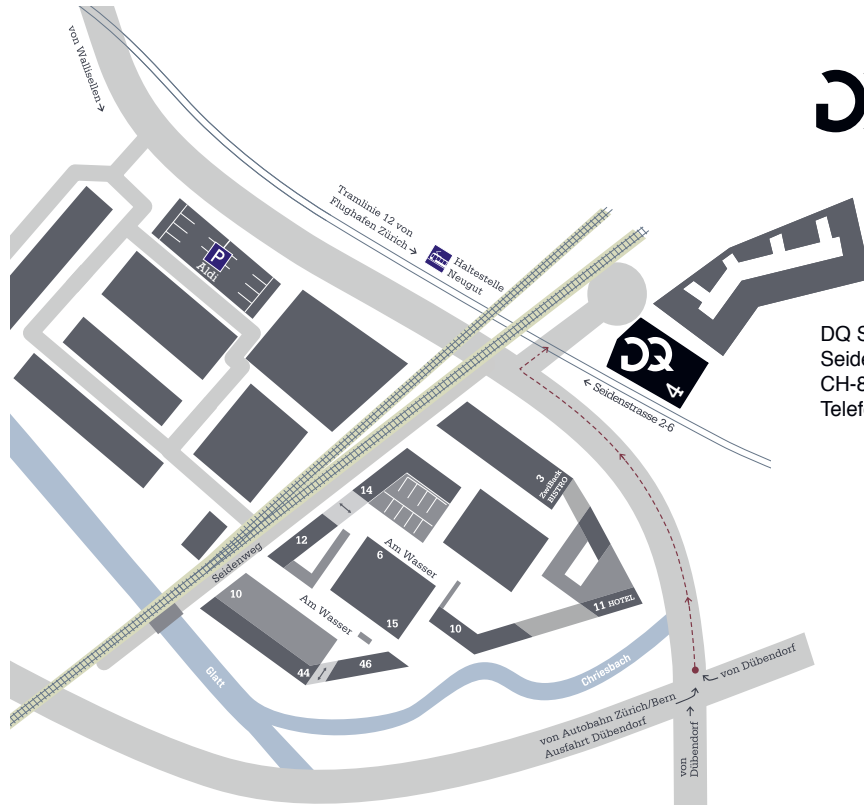 von Wallisellen →
DQ
Tramlinie 12 von
Flughafen Zürich →
P
Aldi
Haltestelle
Neugut
DQ
4
DQ S
Seide
CH-8
Telef
← Seidenstrasse 2-6
3
Zwiback
BISTRO
14
12
Am Wasser
6
Seidenweg
10
Am Wasser
15
10
11 HOTEL
44
46
Glatt
Chriesbach
von Dübendorf
von Autobahn Zürich/Bern
Ausfahrt Dübendorf
von
Dübendorf